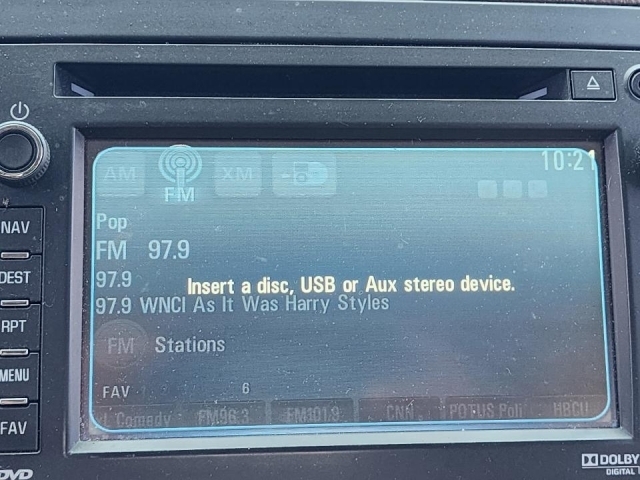 10:21
AM FM XM
Pop
FM 97.9
97.9
Insert a disc, USB or Aux stereo device.
97.9 WNCI As It Was Harry Styles
FM Stations
FAV 6
Comedy FM96.3 FM101.9 CNN POTUS Poli HBCU
NAV
DEST
RPT
MENU
FAV
DVD
DOLBY
DIGITAL